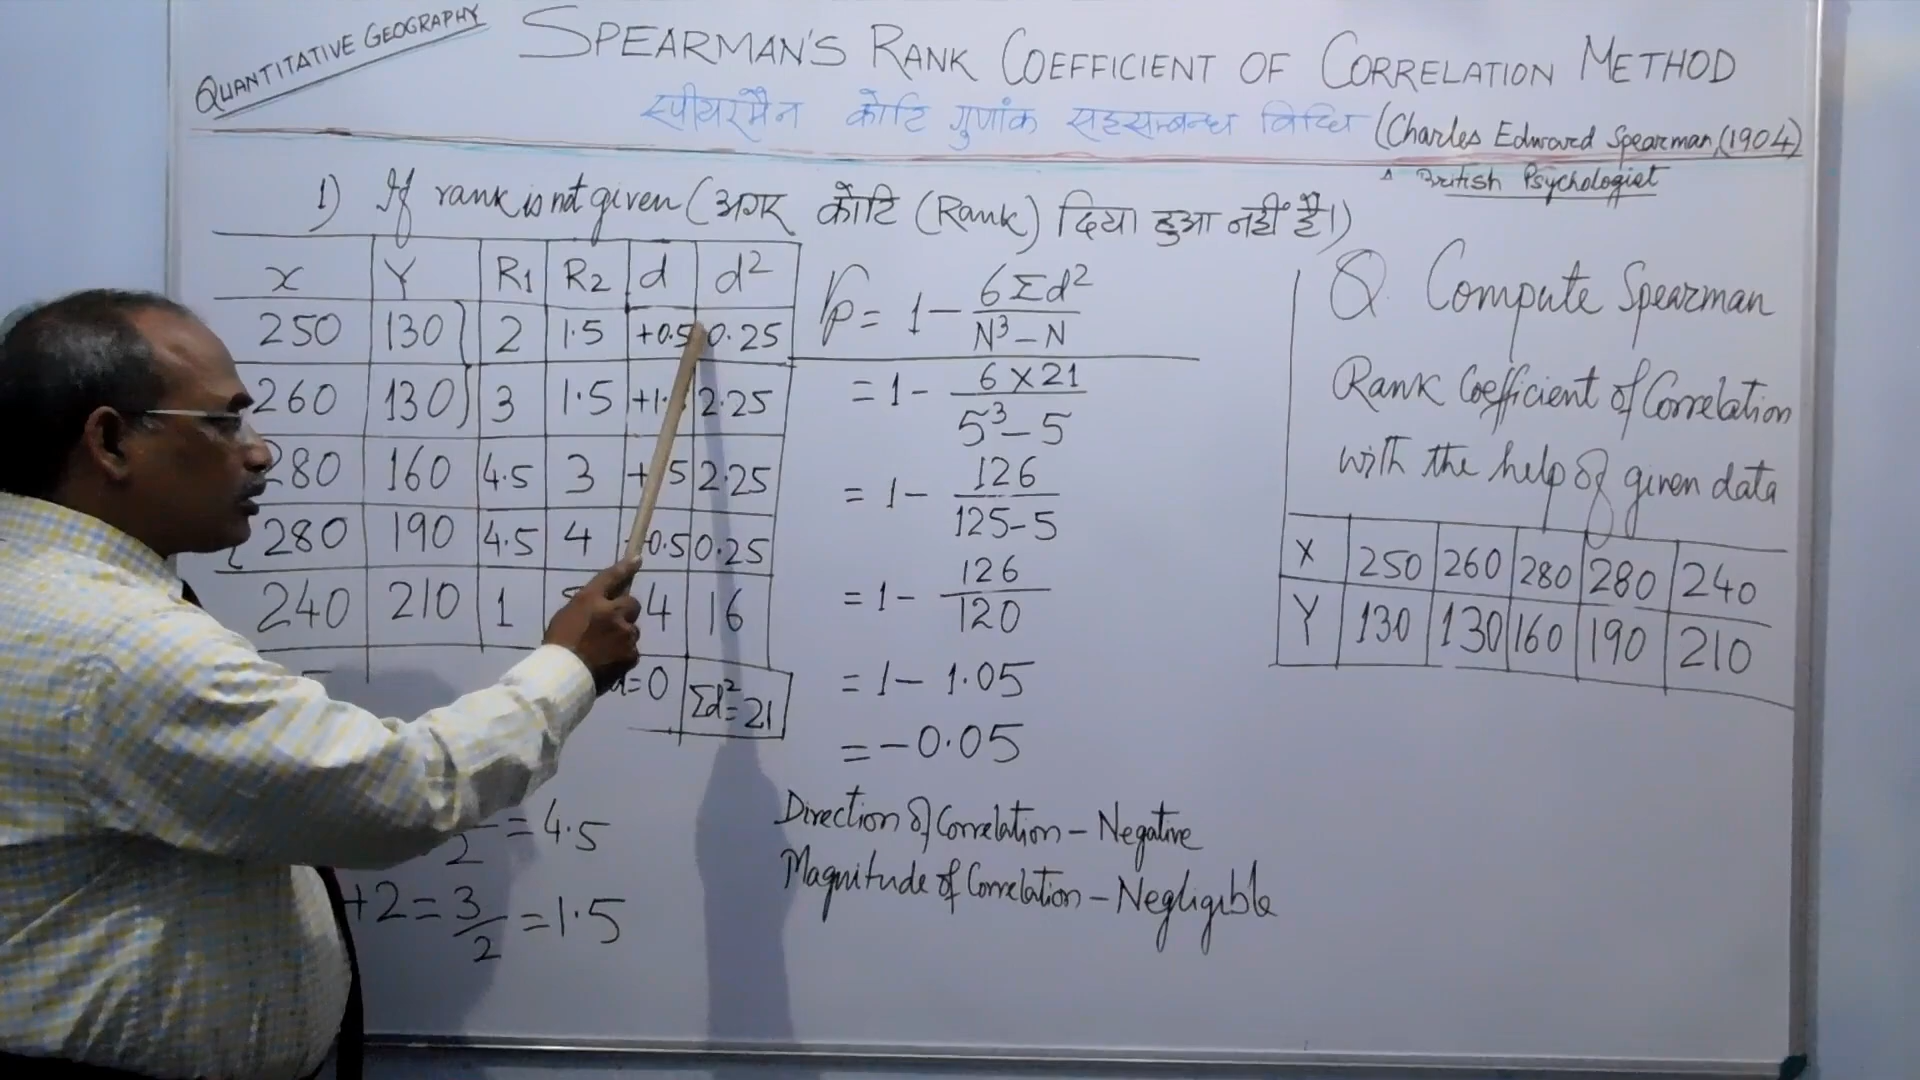 QUANTITATIVE GEOGRAPHY
SPEARMAN'S RANK COEFFICIENT OF CORRELATION METHOD
स्पीयरमैन कोटि गुणांक सहसम्बन्ध विधि (Charles Edward Spearman, (1904)
British Psychologist
1) If rank is not given (अगर कोटि (Rank) दिया हुआ नहीं है।)
x Y R1 R2 d d²
250 130 2 1.5 +0.5 0.25
260 130 3 1.5 +1. 2.25
280 160 4.5 3 + 5 2.25
280 190 4.5 4 0.5 0.25
240 210 1 4 16
=0 Σd²=21
2 = 4.5
+2 = 3/2 = 1.5
rp = 1 - 6Σd² / N³ - N
= 1 - 6 x 21 / 5³ - 5
= 1 - 126 / 125 - 5
= 1 - 126 / 120
= 1 - 1.05
= - 0.05
Direction of Correlation - Negative
Magnitude of Correlation - Negligible
Q. Compute Spearman
Rank Coefficient of Correlation
with the help of given data
X 250 260 280 280 240
Y 130 130 160 190 210